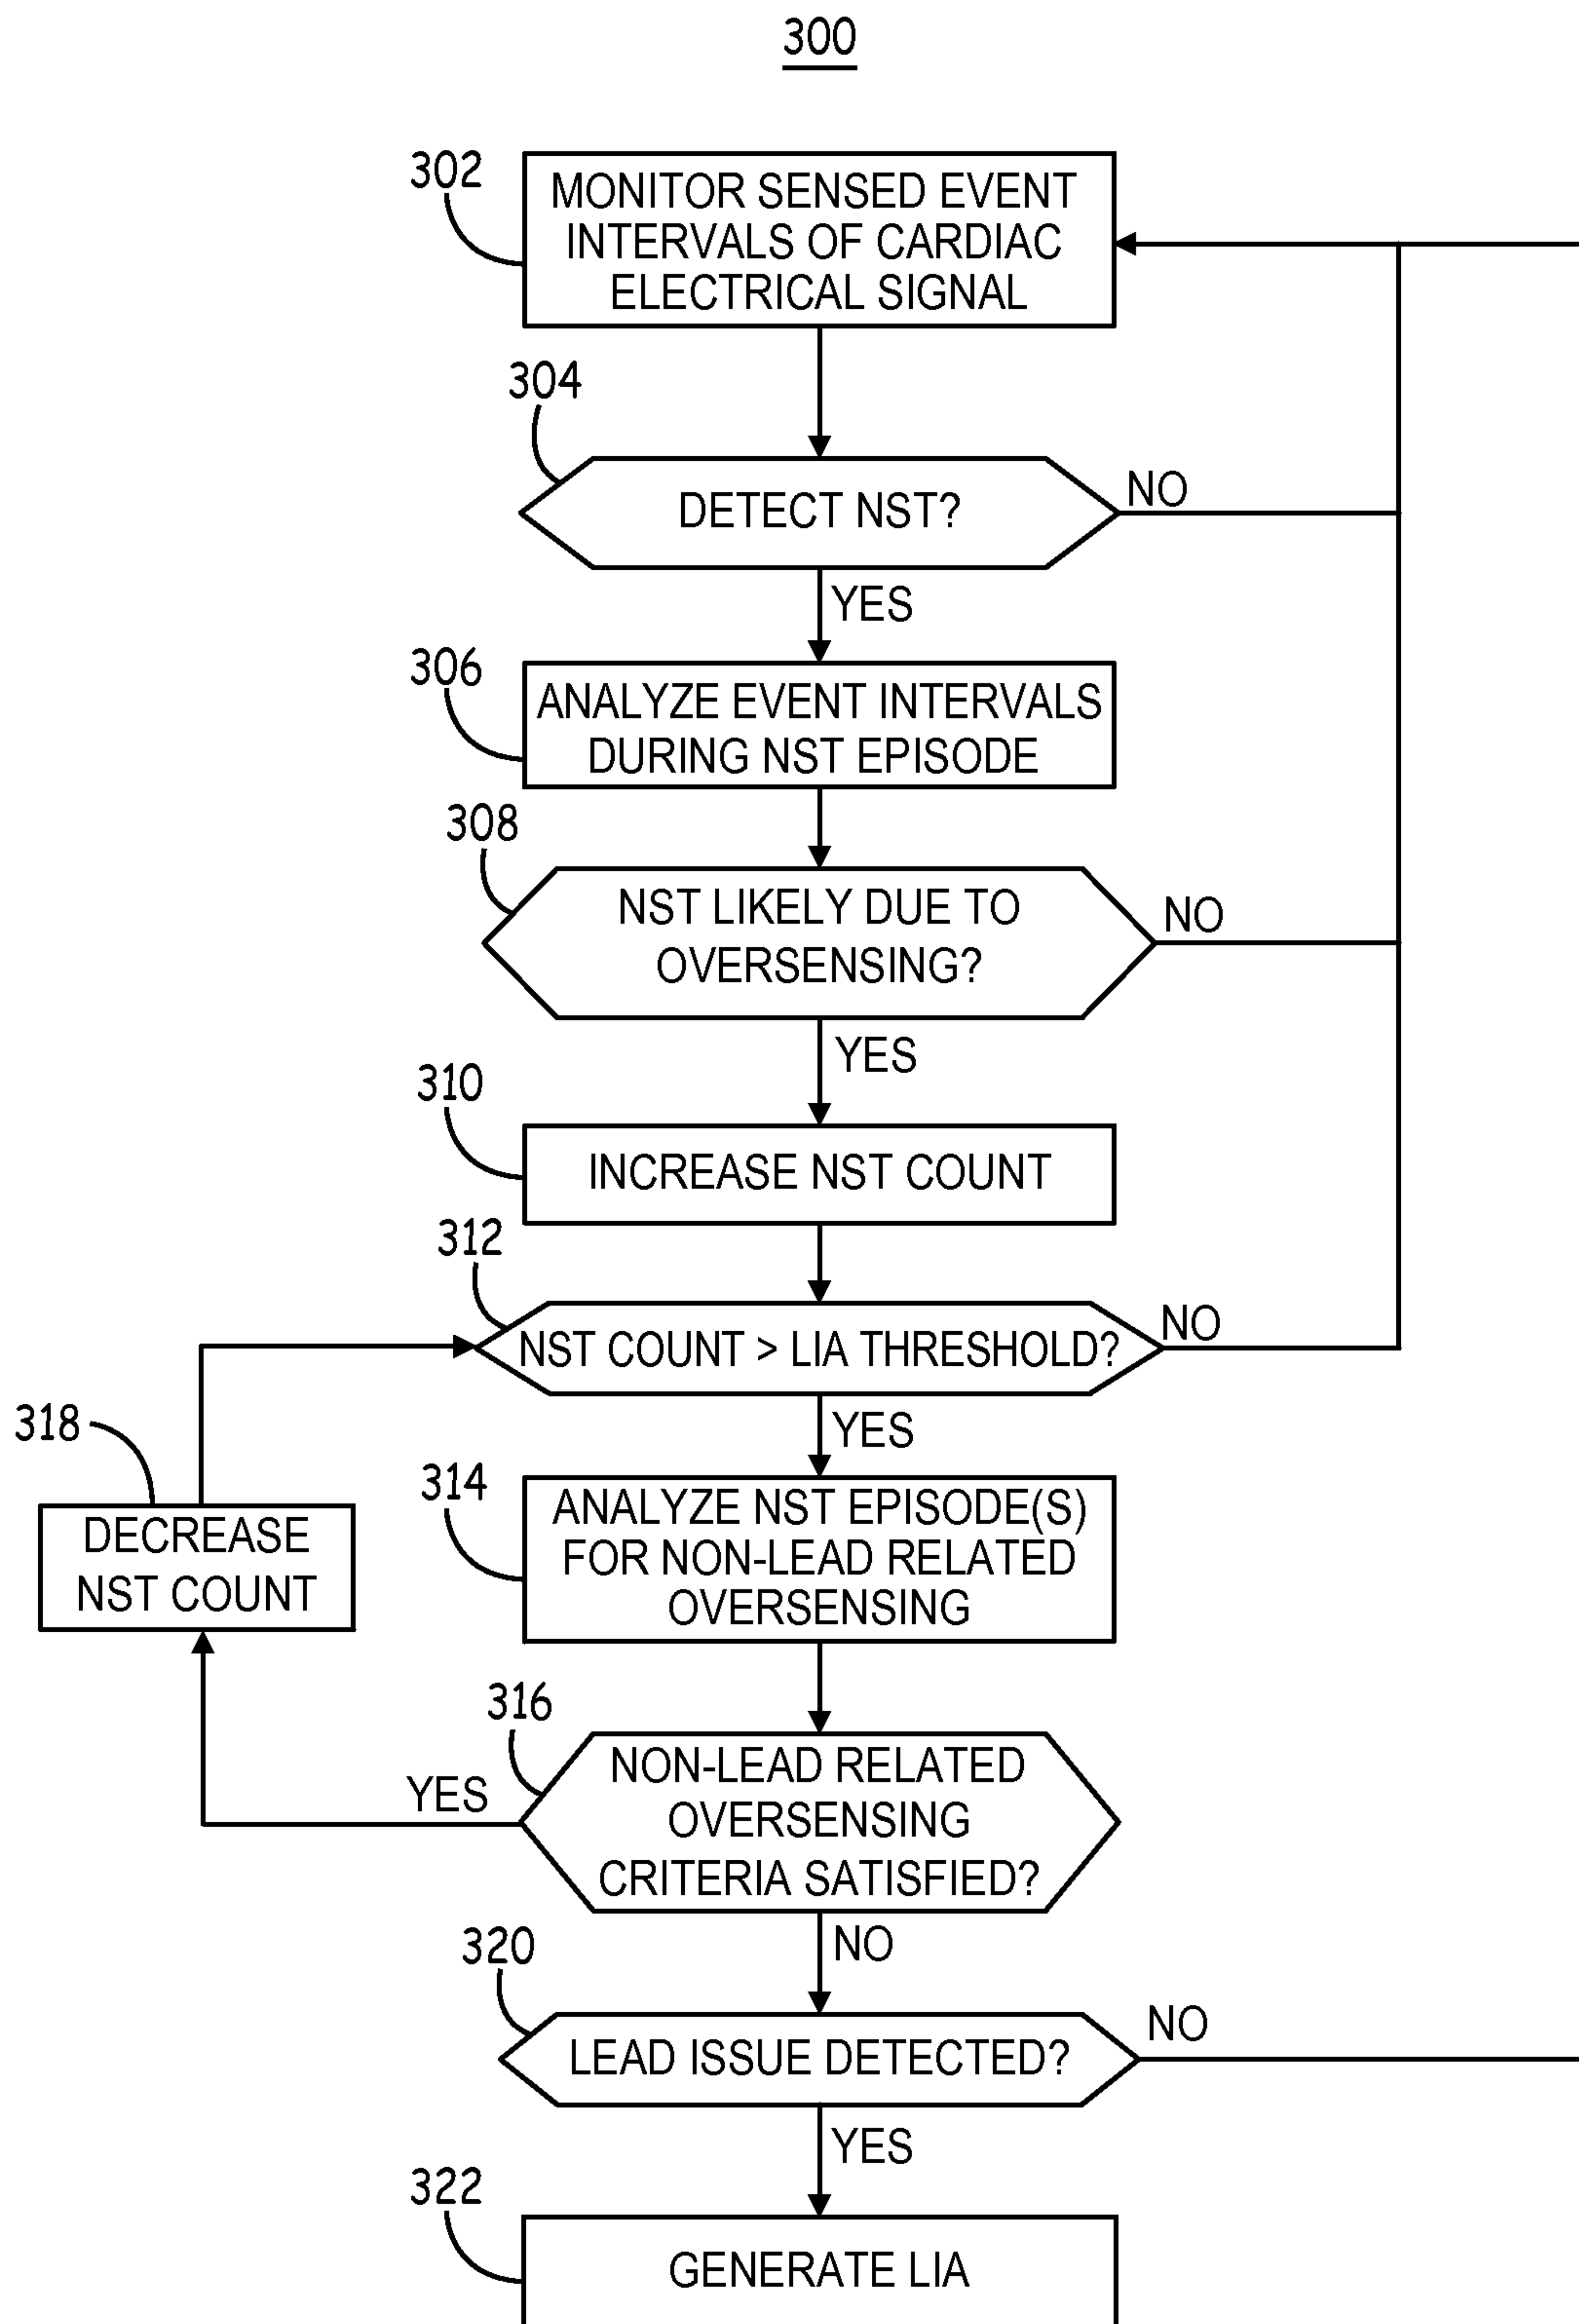 300
302
MONITOR SENSED EVENT
INTERVALS OF CARDIAC
ELECTRICAL SIGNAL
304
DETECT NST?
NO
YES
306
ANALYZE EVENT INTERVALS
DURING NST EPISODE
308
NST LIKELY DUE TO
OVERSENSING?
NO
YES
310
INCREASE NST COUNT
312
NST COUNT > LIA THRESHOLD?
NO
YES
318
DECREASE
NST COUNT
314
ANALYZE NST EPISODE(S)
FOR NON-LEAD RELATED
OVERSENSING
316
NON-LEAD RELATED
OVERSENSING
CRITERIA SATISFIED?
YES
NO
320
LEAD ISSUE DETECTED?
NO
YES
322
GENERATE LIA